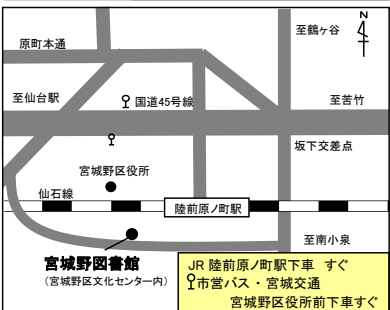 至鶴ヶ谷
N
原町本通
至仙台駅
国道45号線
至苦竹
坂下交差点
宮城野区役所
仙石線
陸前原ノ町駅
至南小泉
宮城野図書館
(宮城野区文化センター内)
JR 陸前原ノ町駅下車 すぐ
市営バス・宮城交通
宮城野区役所前下車すぐ